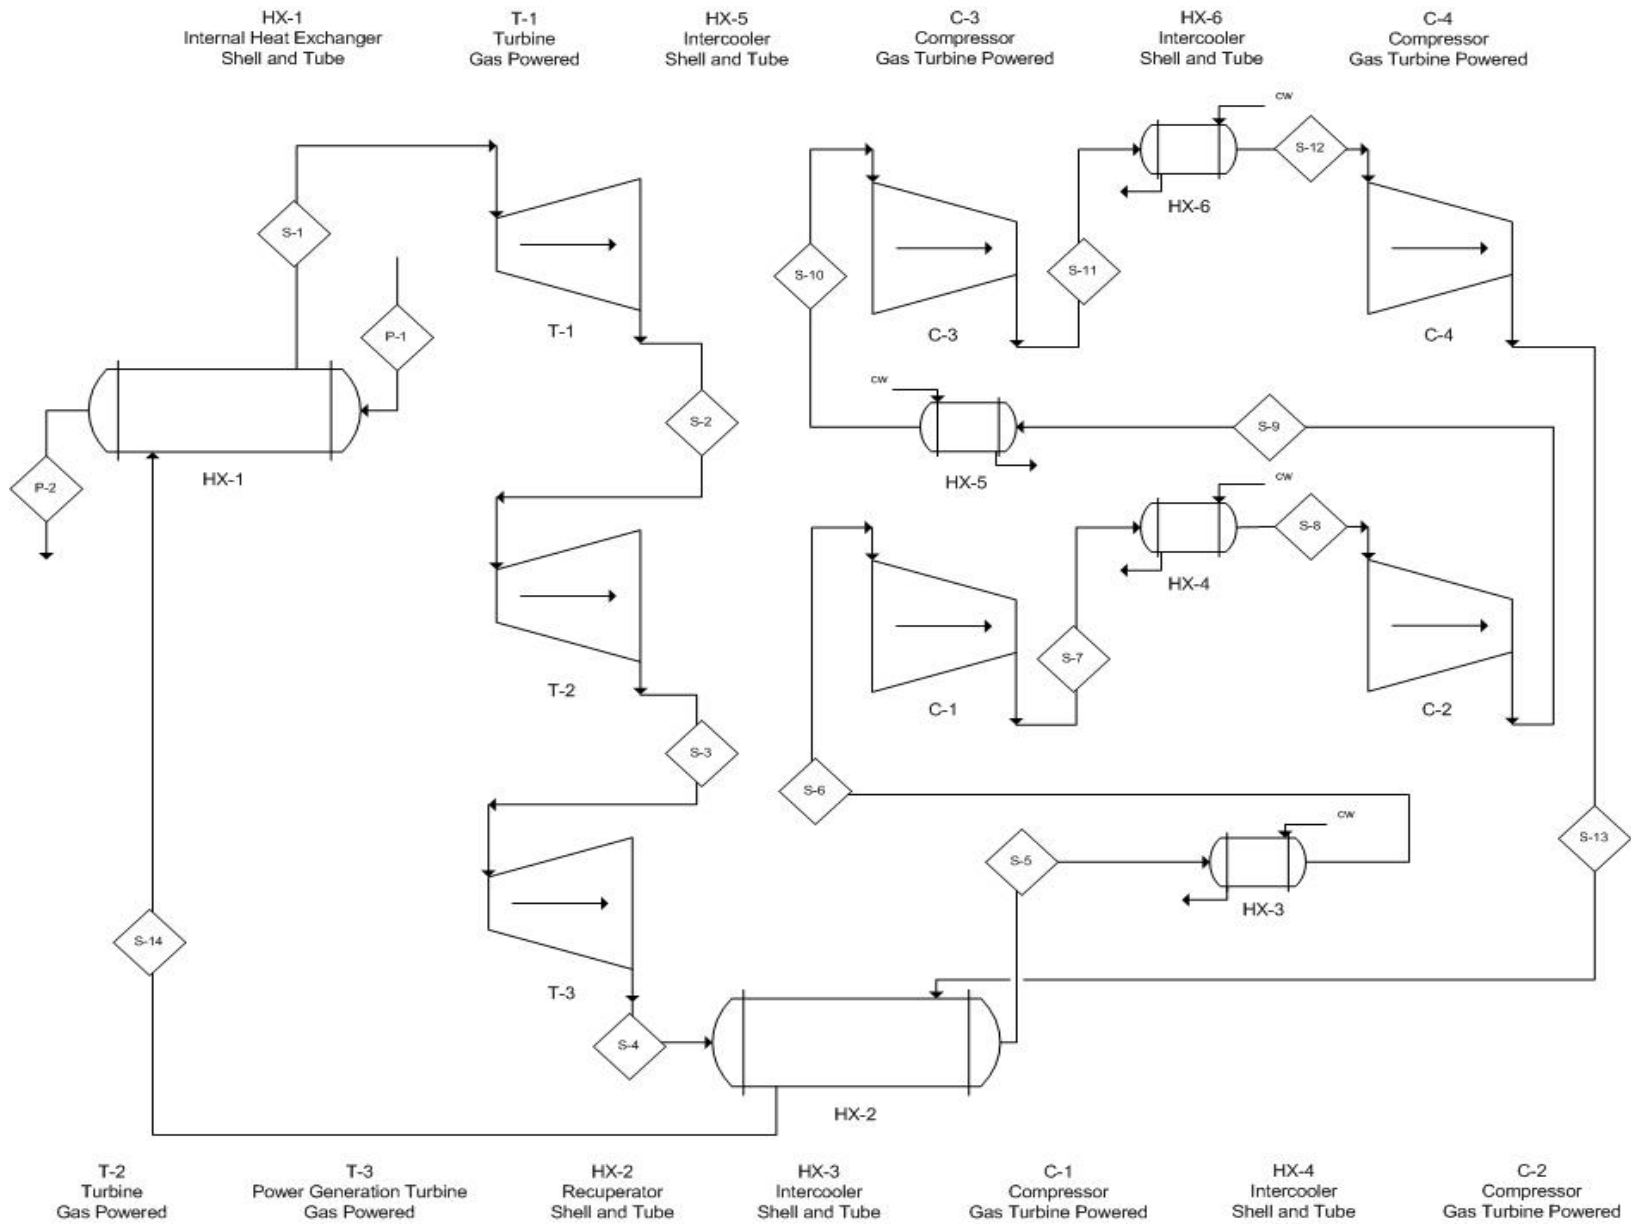 HX-1
Internal Heat Exchanger
Shell and Tube
T-1
Turbine
Gas Powered
HX-5
Intercooler
Shell and Tube
C-3
Compressor
Gas Turbine Powered
HX-6
Intercooler
Shell and Tube
C-4
Compressor
Gas Turbine Powered
cw
S-12
HX-6
S-1
S-10
S-11
T-1
C-3
C-4
P-1
cw
S-2
S-9
HX-1
HX-5
P-2
cw
S-8
HX-4
S-7
T-2
C-1
C-2
S-3
S-6
cw
S-13
S-5
HX-3
S-14
T-3
S-4
HX-2
T-2
Turbine
Gas Powered
T-3
Power Generation Turbine
Gas Powered
HX-2
Recuperator
Shell and Tube
HX-3
Intercooler
Shell and Tube
C-1
Compressor
Gas Turbine Powered
HX-4
Intercooler
Shell and Tube
C-2
Compressor
Gas Turbine Powered